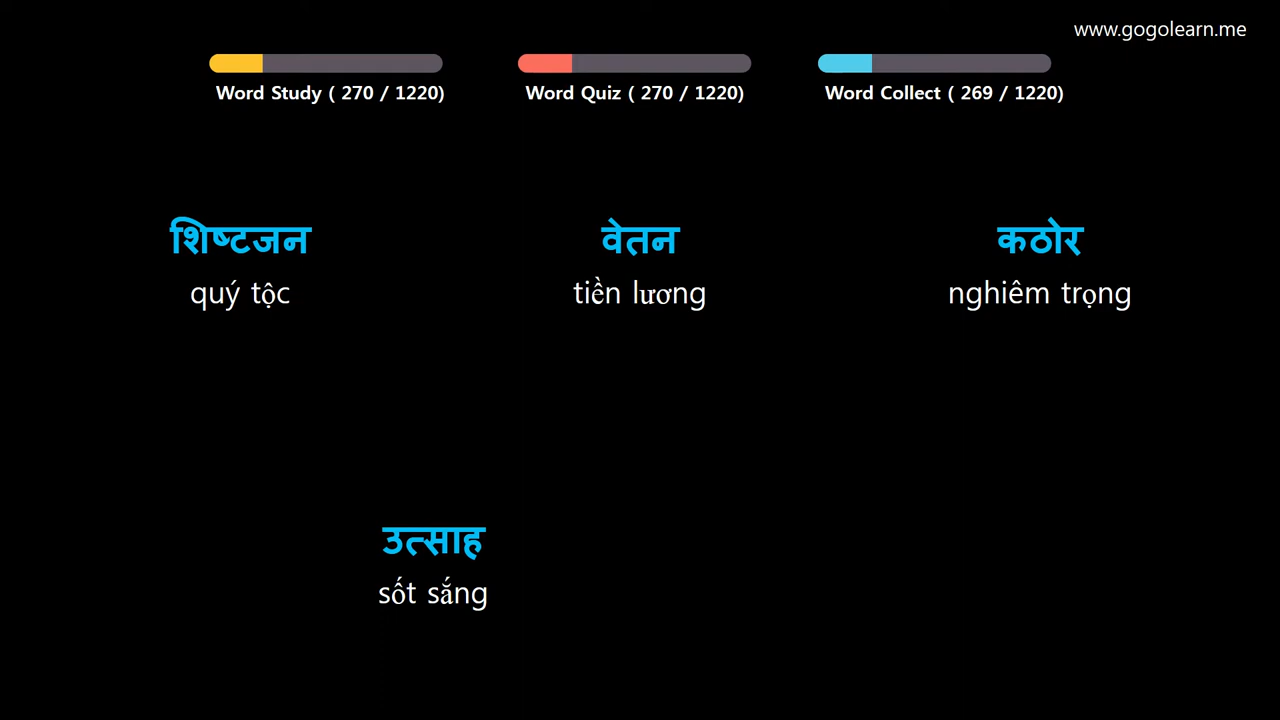 www.gogolearn.me
Word Study ( 270 / 1220)
Word Quiz ( 270 / 1220)
Word Collect ( 269 / 1220)
शिष्टजन
quý tộc
वेतन
tiền lương
कठोर
nghiêm trọng
उत्साह
sốt sắng